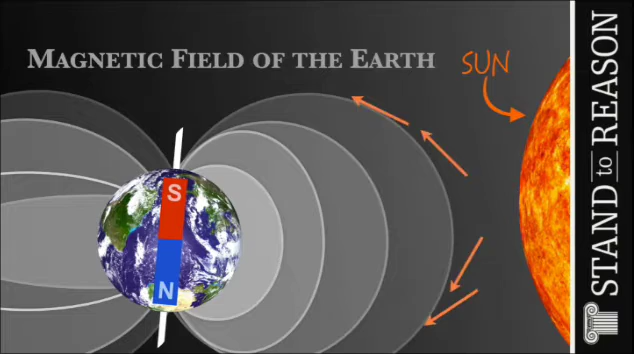 MAGNETIC FIELD OF THE EARTH
SUN
S
N
STAND to REASON